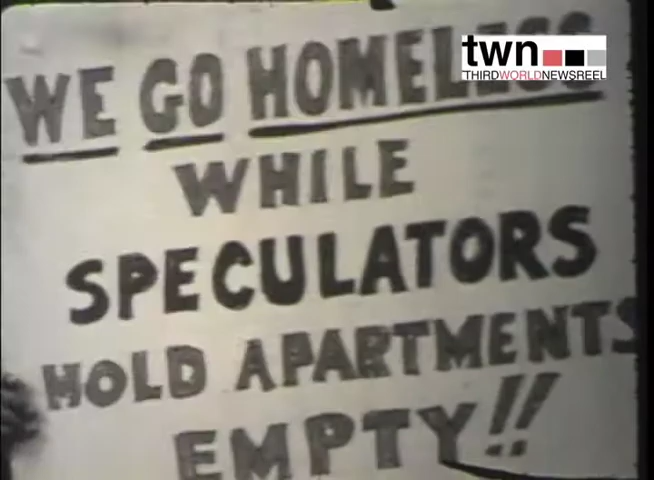 twn
THIRDWORLDNEWSREEL
WE GO HOMELESS
WHILE
SPECULATORS
HOLD APARTMENTS
EMPTY!!